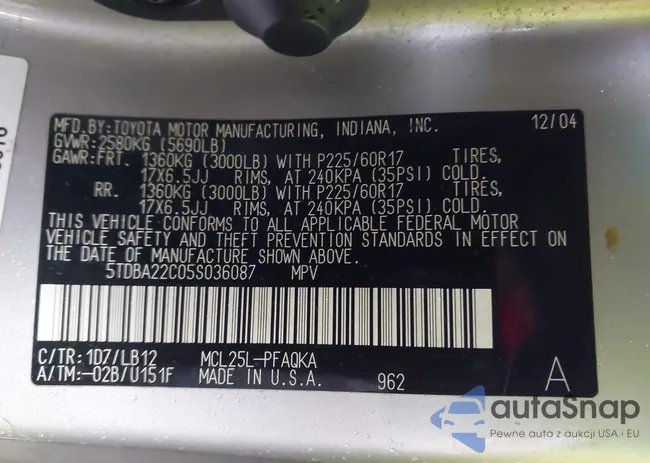 MFD.BY:TOYOTA MOTOR MANUFACTURING, INDIANA, INC. 12/04
GVWR:2580KG (5690LB)
GAWR:FRT. 1360KG (3000LB) WITH P225/60R17 TIRES,
17X6.5JJ RIMS, AT 240KPA (35PSI) COLD.
RR. 1360KG (3000LB) WITH P225/60R17 TIRES,
17X6.5JJ RIMS, AT 240KPA (35PSI) COLD.
THIS VEHICLE CONFORMS TO ALL APPLICABLE FEDERAL MOTOR
VEHICLE SAFETY AND THEFT PREVENTION STANDARDS IN EFFECT ON
THE DATE OF MANUFACTURE SHOWN ABOVE.
5TDBA22C05S036087 MPV
C/TR:1D7/LB12 MCL25L-PFAQKA
A/TM:-02B/U151F MADE IN U.S.A. 962 A
autaSnap
Pewne auta z aukcji USA i EU